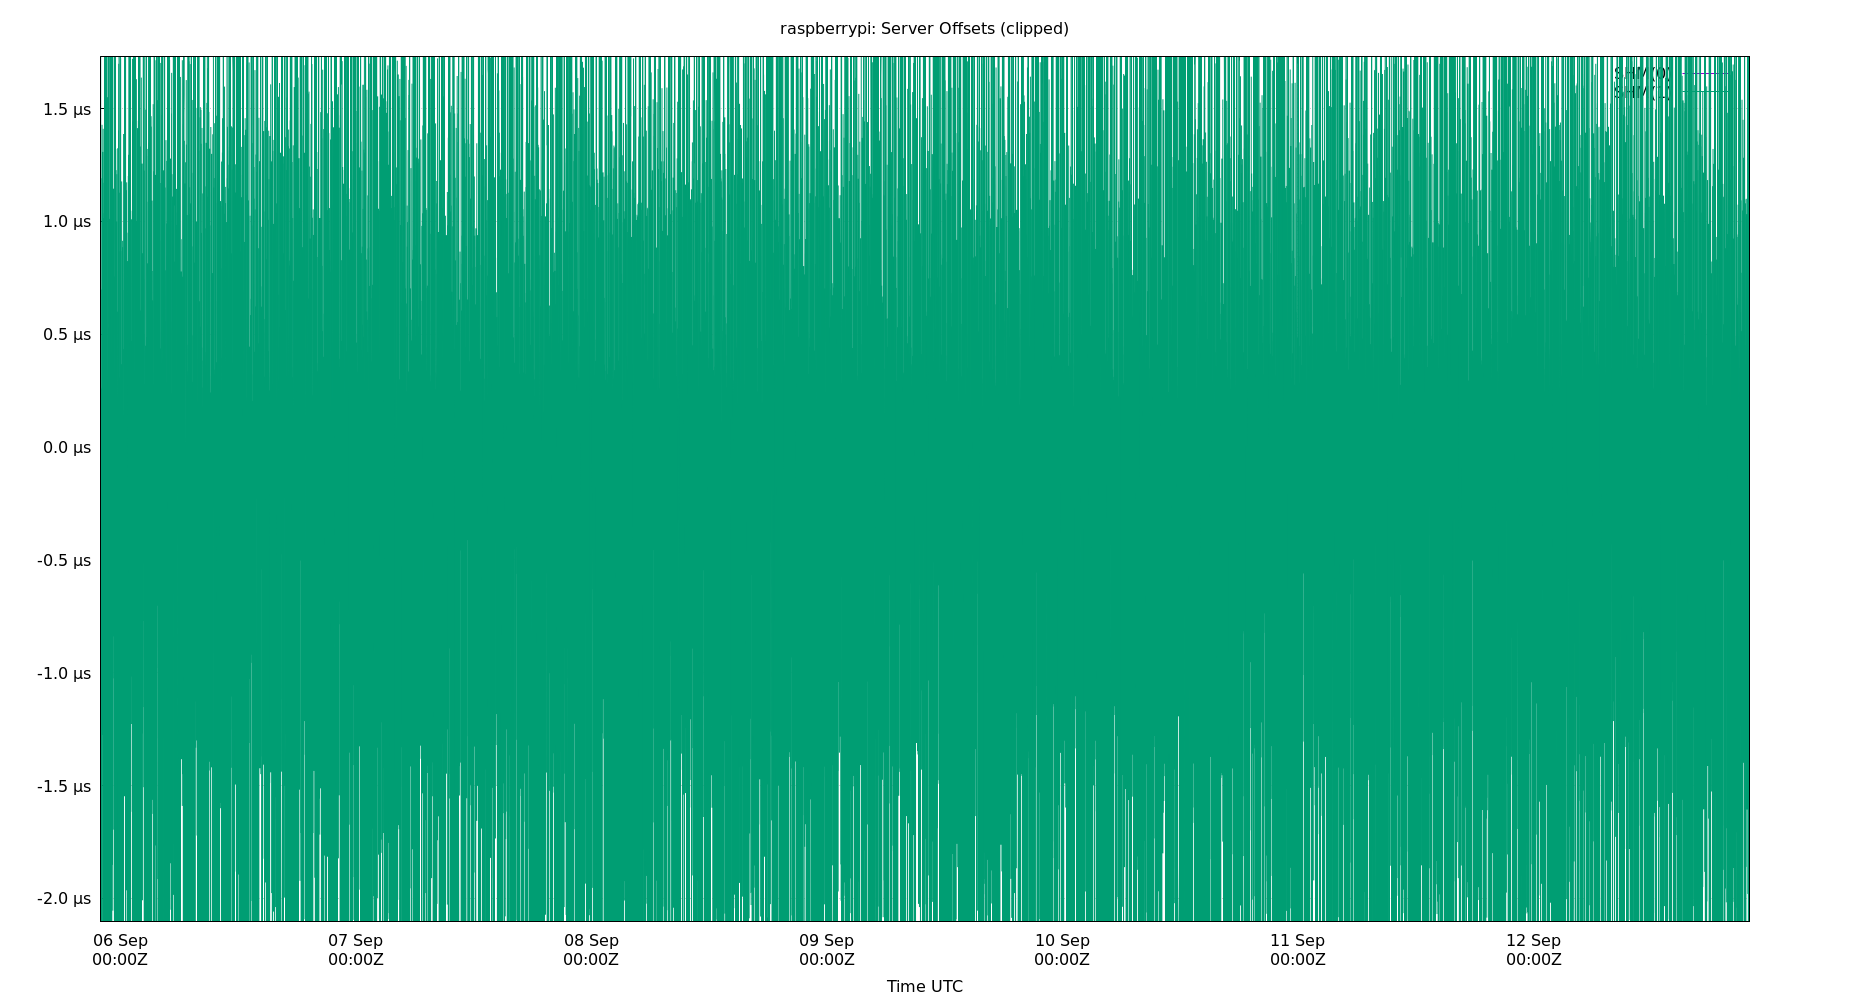 raspberrypi: Server Offsets (clipped)
SHM(0)
1.5 µs
1.0 µs
0.5 µs
0.0 µs
-0.5 µs
-1.0 µs
-1.5 µs
-2.0 µs
06 Sep 07 Sep 08 Sep 09 Sep 10 Sep 11 Sep 12 Sep
00:00Z 00:00Z 00:00Z 00:00Z 00:00Z 00:00Z 00:00Z
Time UTC